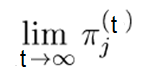 lim π_j^(t)
t→∞